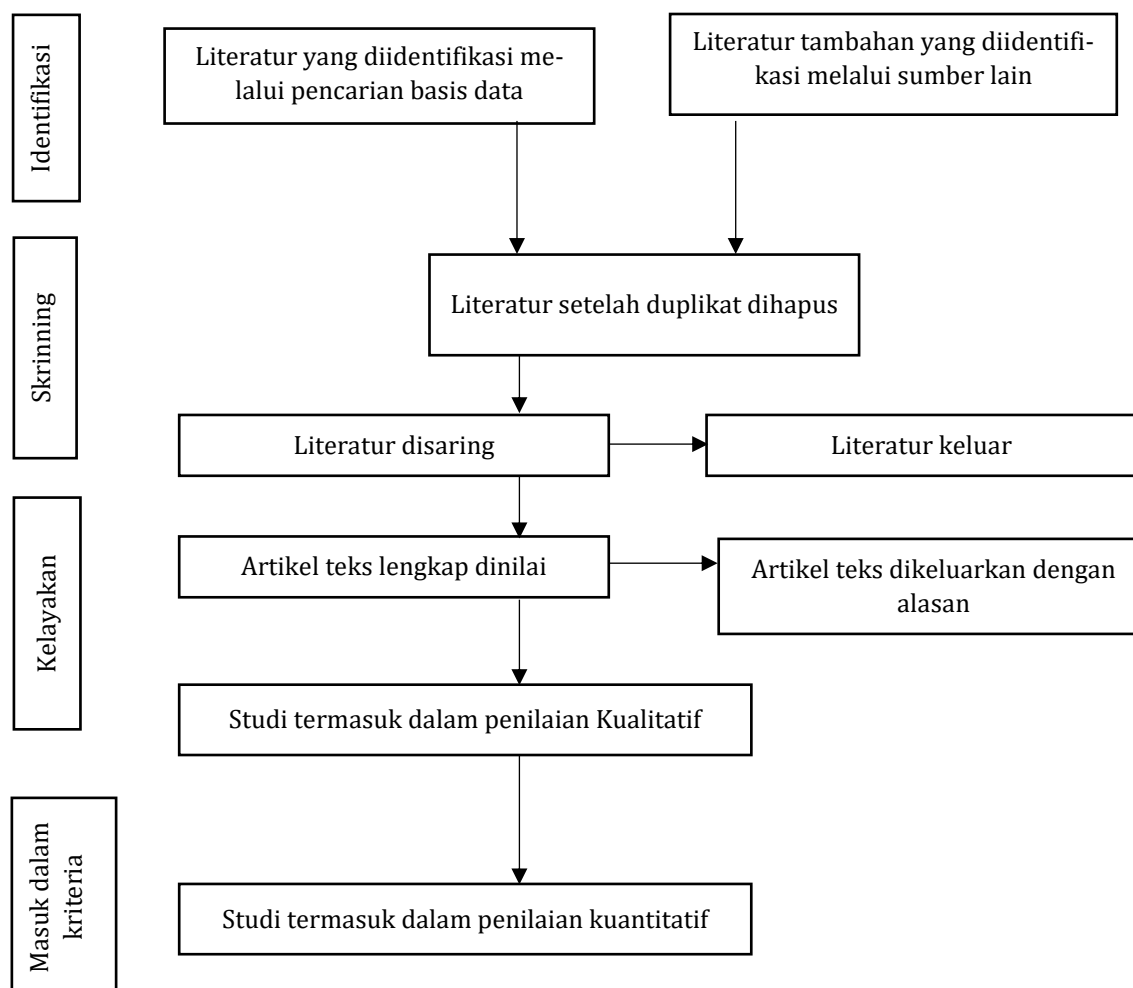 Identifikasi
Literatur yang diidentifikasi me-
lalui pencarian basis data
Literatur tambahan yang diidentifi-
kasi melalui sumber lain
Skrinning
Literatur setelah duplikat dihapus
Literatur disaring
Literatur keluar
Kelayakan
Artikel teks lengkap dinilai
Artikel teks dikeluarkan dengan
alasan
Studi termasuk dalam penilaian Kualitatif
Masuk dalam
kriteria
Studi termasuk dalam penilaian kuantitatif